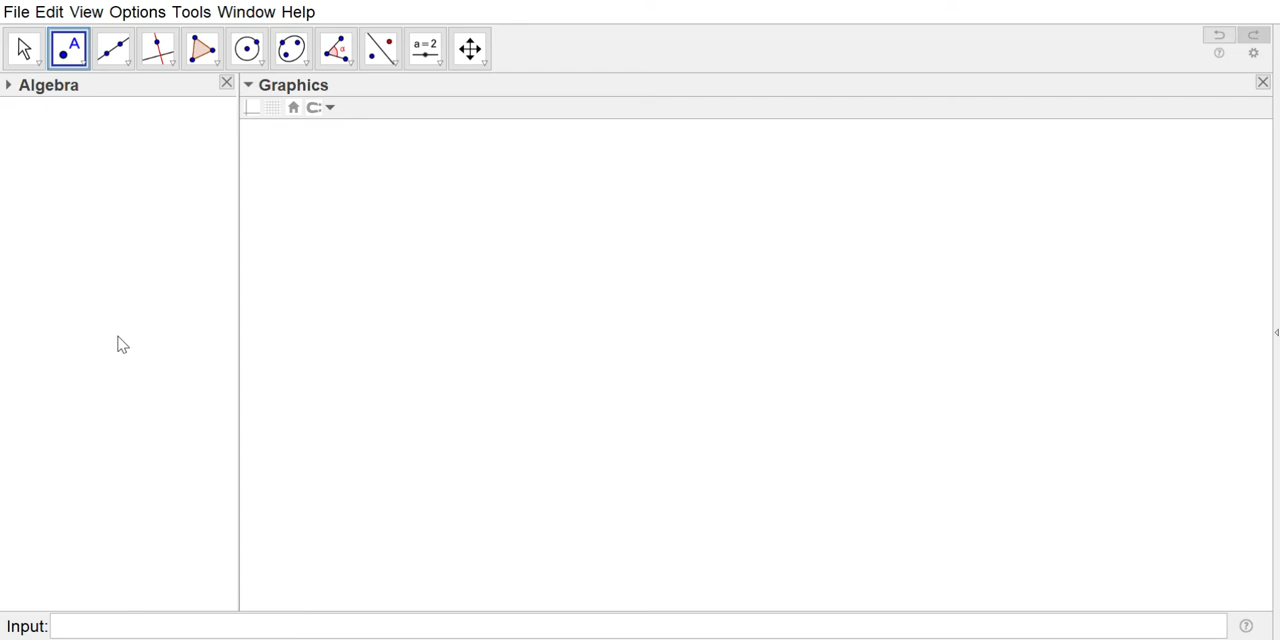 File Edit View Options Tools Window Help
A
α
a=2
Algebra
Graphics
Input: